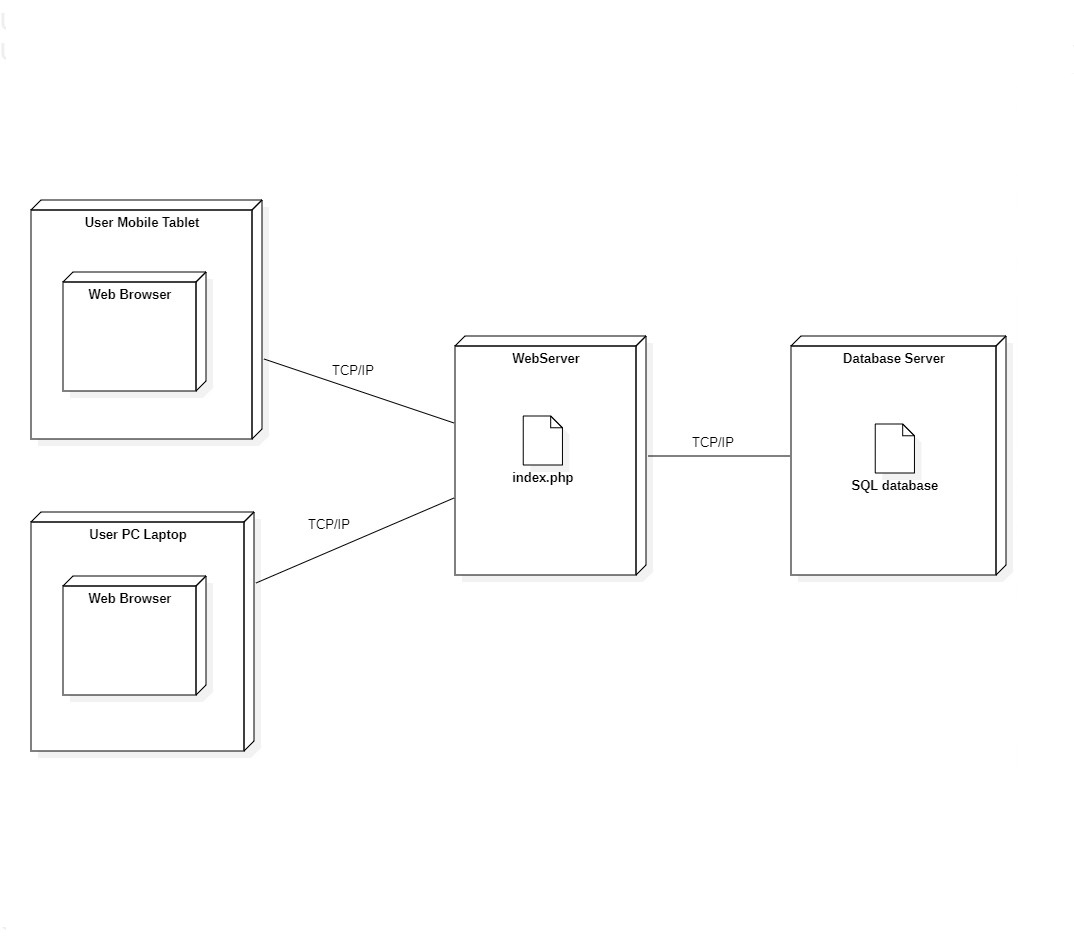 User Mobile Tablet
Web Browser
TCP/IP
User PC Laptop
Web Browser
TCP/IP
WebServer
index.php
TCP/IP
Database Server
SQL database